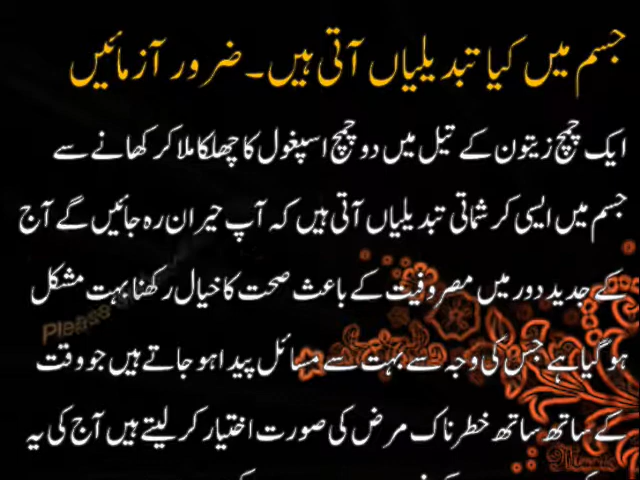 جسم میں کیا تبدیلیاں آتی ہیں۔ ضرور آزمائیں
ایک چمچ زیتون کے تیل میں دو چمچ اسپغول کا چھلکا ملا کر کھانے سے
جسم میں ایسی کرشماتی تبدیلیاں آتی ہیں کہ آپ حیران رہ جائیں گے آج
کے جدید دور میں مصروفیت کے باعث صحت کا خیال رکھنا بہت مشکل
Please
ہو گیا ہے جس کی وجہ سے بہت سے مسائل پیدا ہو جاتے ہیں جو وقت
کے ساتھ ساتھ خطرناک مرض کی صورت اختیار کر لیتے ہیں آج کی یہ